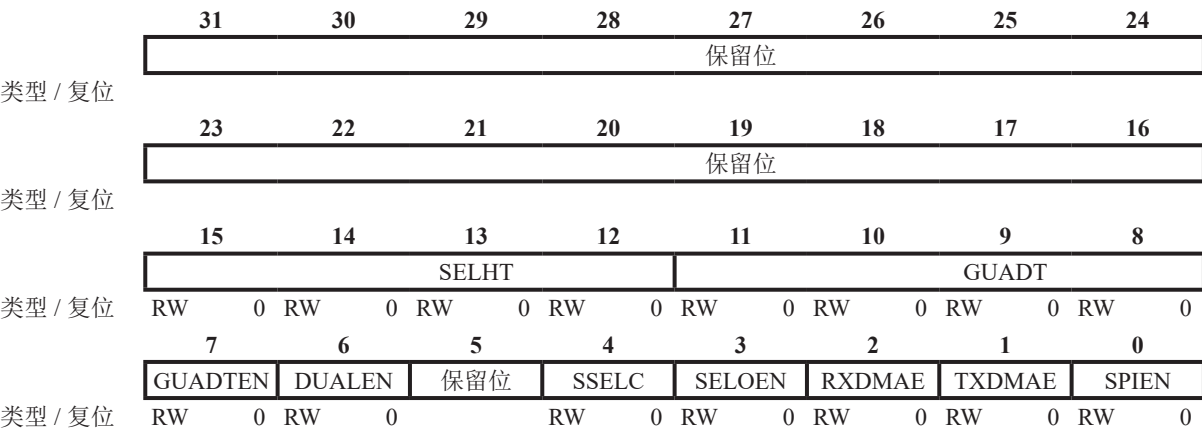 31 30 29 28 27 26 25 24
保留位
类型 / 复位
23 22 21 20 19 18 17 16
保留位
类型 / 复位
15 14 13 12 11 10 9 8
SELHT GUADT
类型 / 复位 RW 0 RW 0 RW 0 RW 0 RW 0 RW 0 RW 0 RW 0
7 6 5 4 3 2 1 0
GUADTEN DUALEN 保留位 SSELC SELOEN RXDMAE TXDMAE SPIEN
类型 / 复位 RW 0 RW 0 RW 0 RW 0 RW 0 RW 0 RW 0